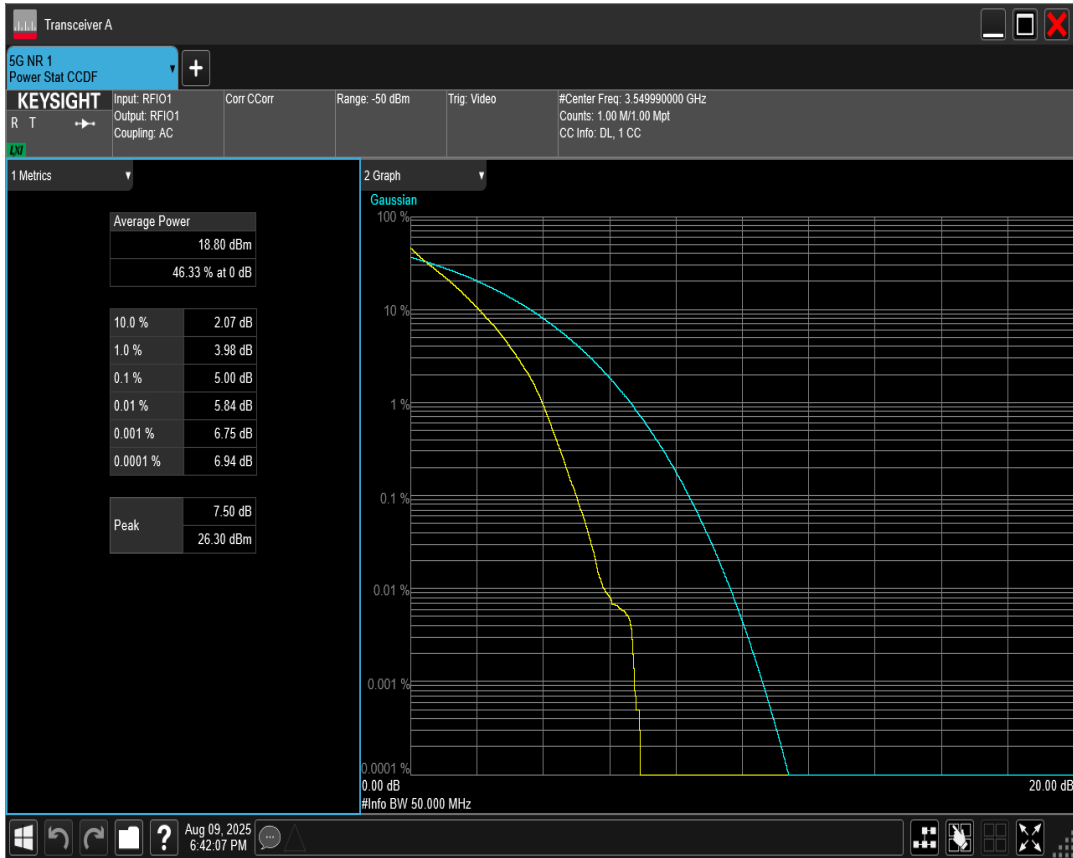 Transceiver A
5G NR 1
Power Stat CCDF
+
KEYSIGHT
R T
LXI
Input: RFIO1
Output: RFIO1
Coupling: AC
Corr CCorr
Range: -50 dBm
Trig: Video
#Center Freq: 3.549990000 GHz
Counts: 1.00 M/1.00 Mpt
CC Info: DL, 1 CC
1 Metrics
Average Power
18.80 dBm
46.33 % at 0 dB
10.0 % 2.07 dB
1.0 % 3.98 dB
0.1 % 5.00 dB
0.01 % 5.84 dB
0.001 % 6.75 dB
0.0001 % 6.94 dB
Peak
7.50 dB
26.30 dBm
2 Graph
Gaussian
100 %
10 %
1 %
0.1 %
0.01 %
0.001 %
0.0001 %
0.00 dB 20.00 dB
#Info BW 50.000 MHz
?
Aug 09, 2025
6:42:07 PM